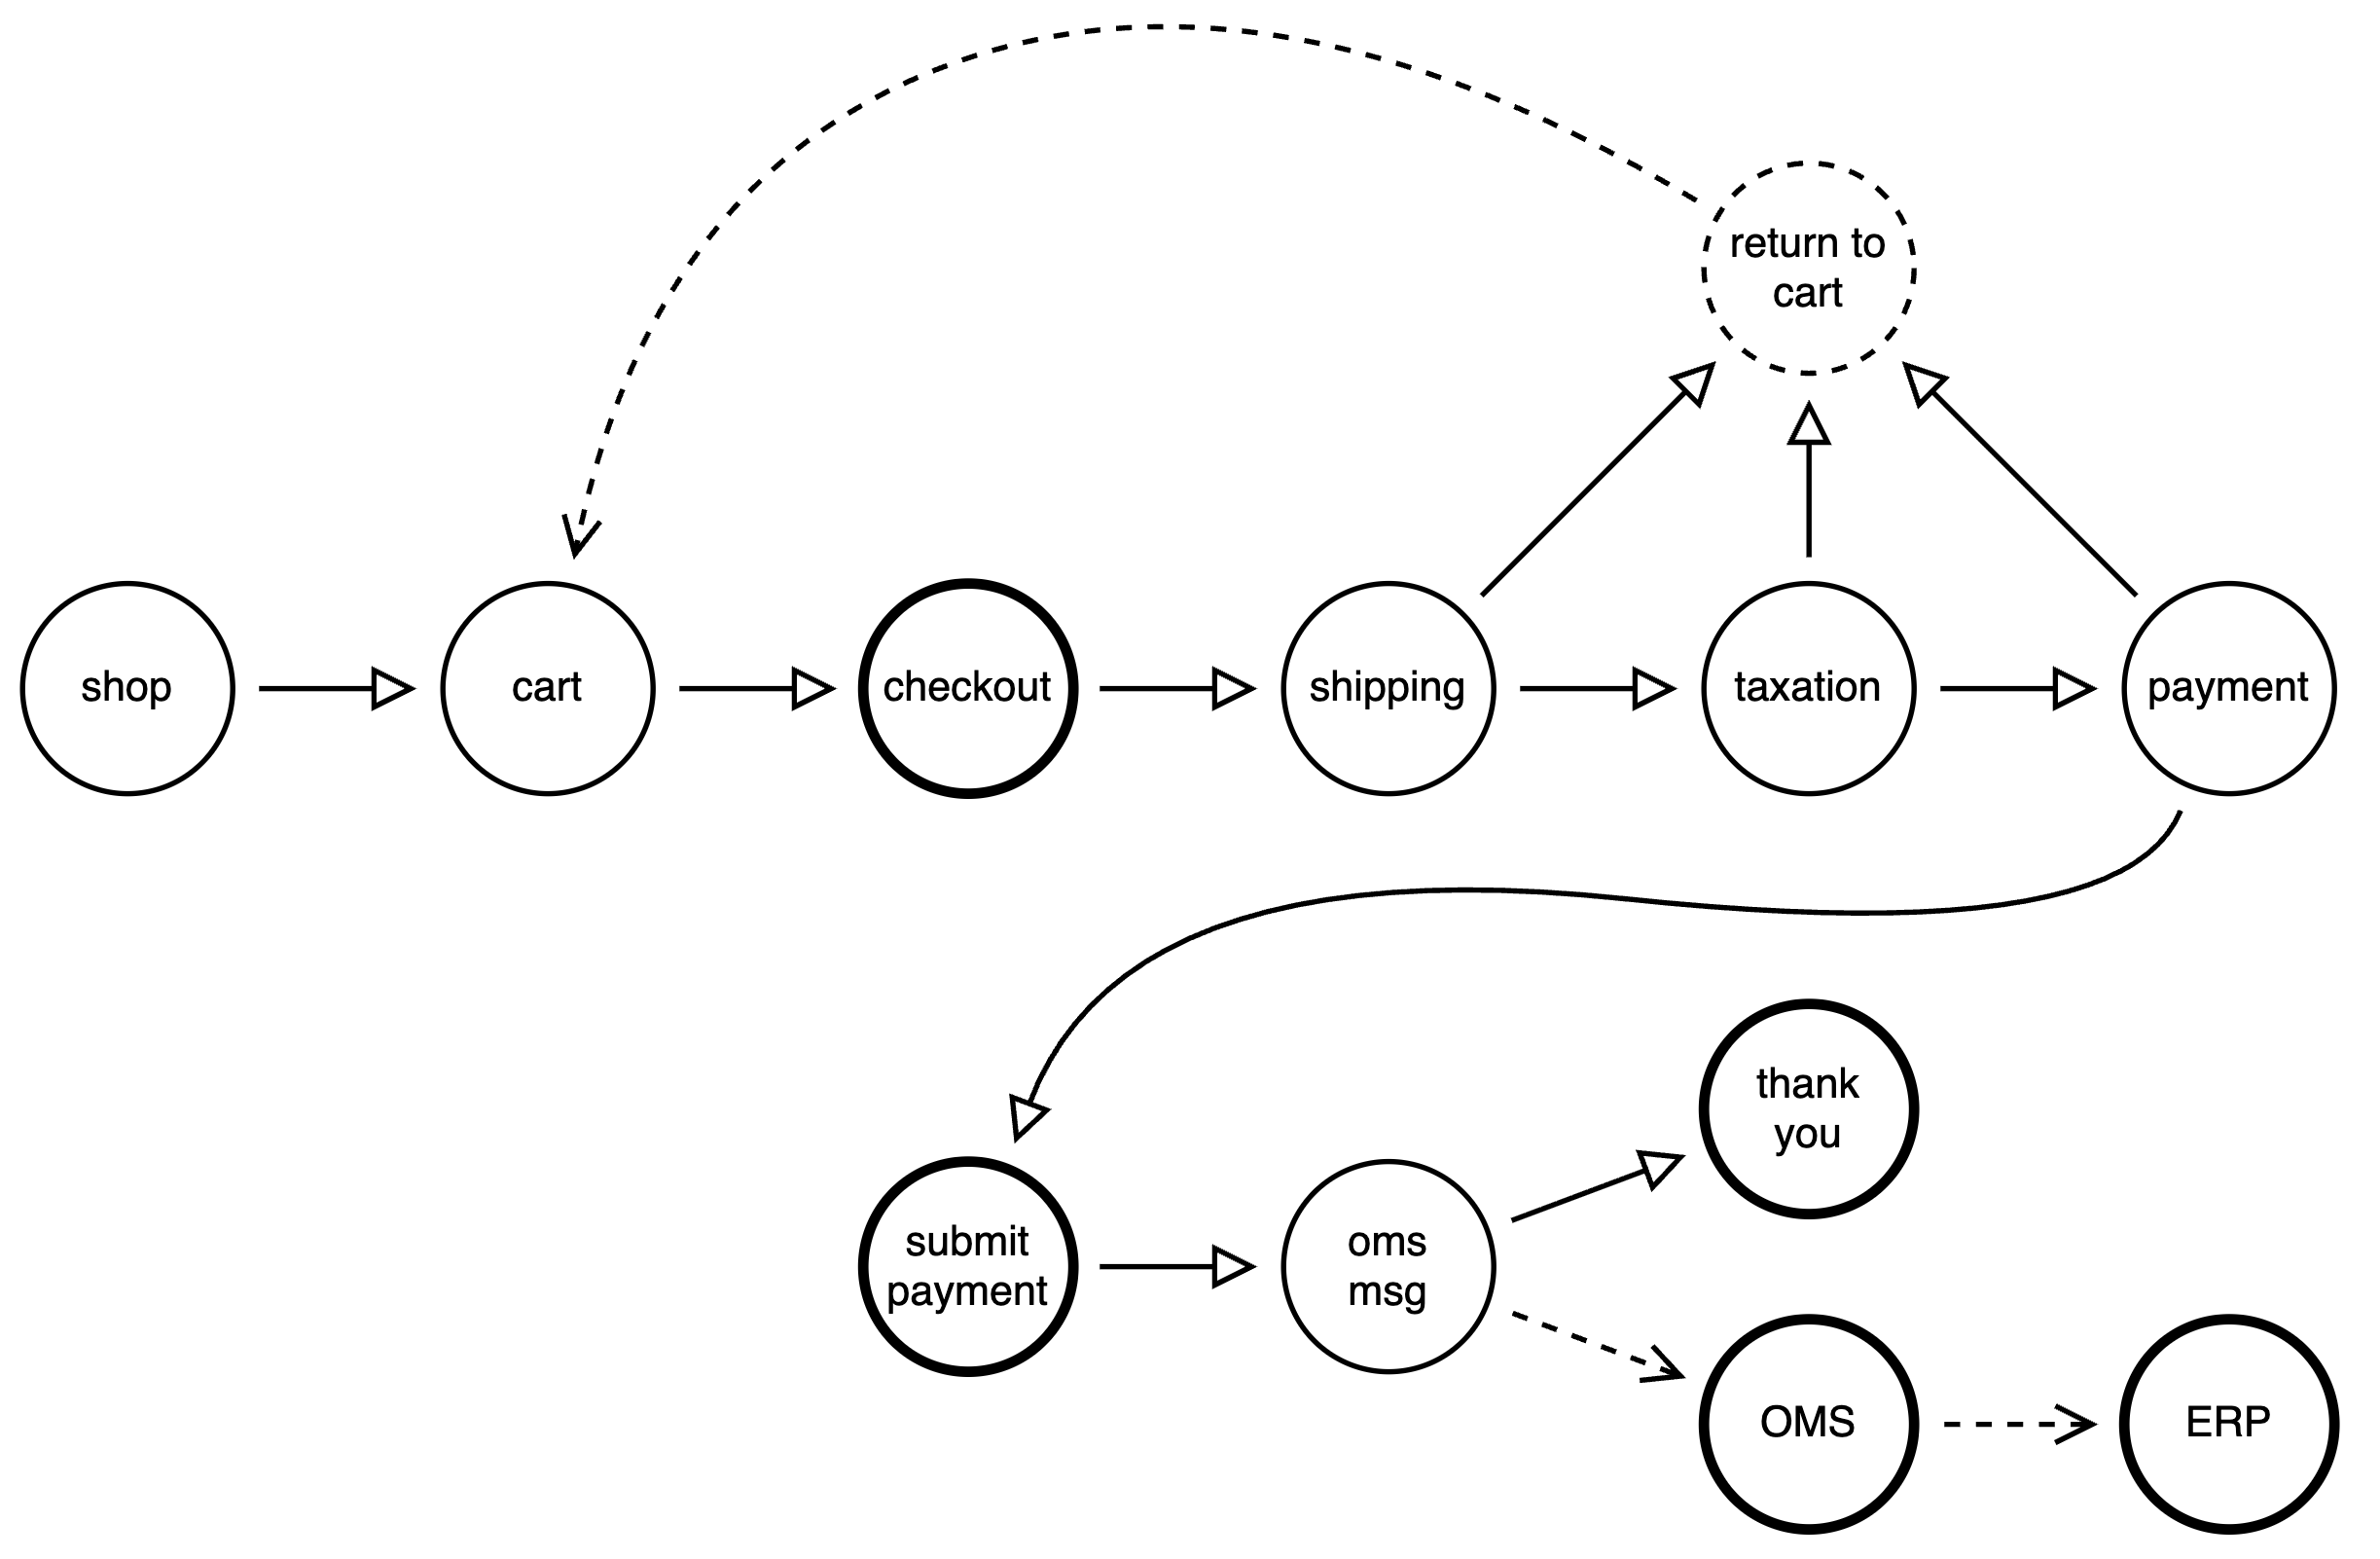 return to
cart
shop
cart
checkout
shipping
taxation
payment
thank
you
submit
payment
oms
msg
OMS
ERP